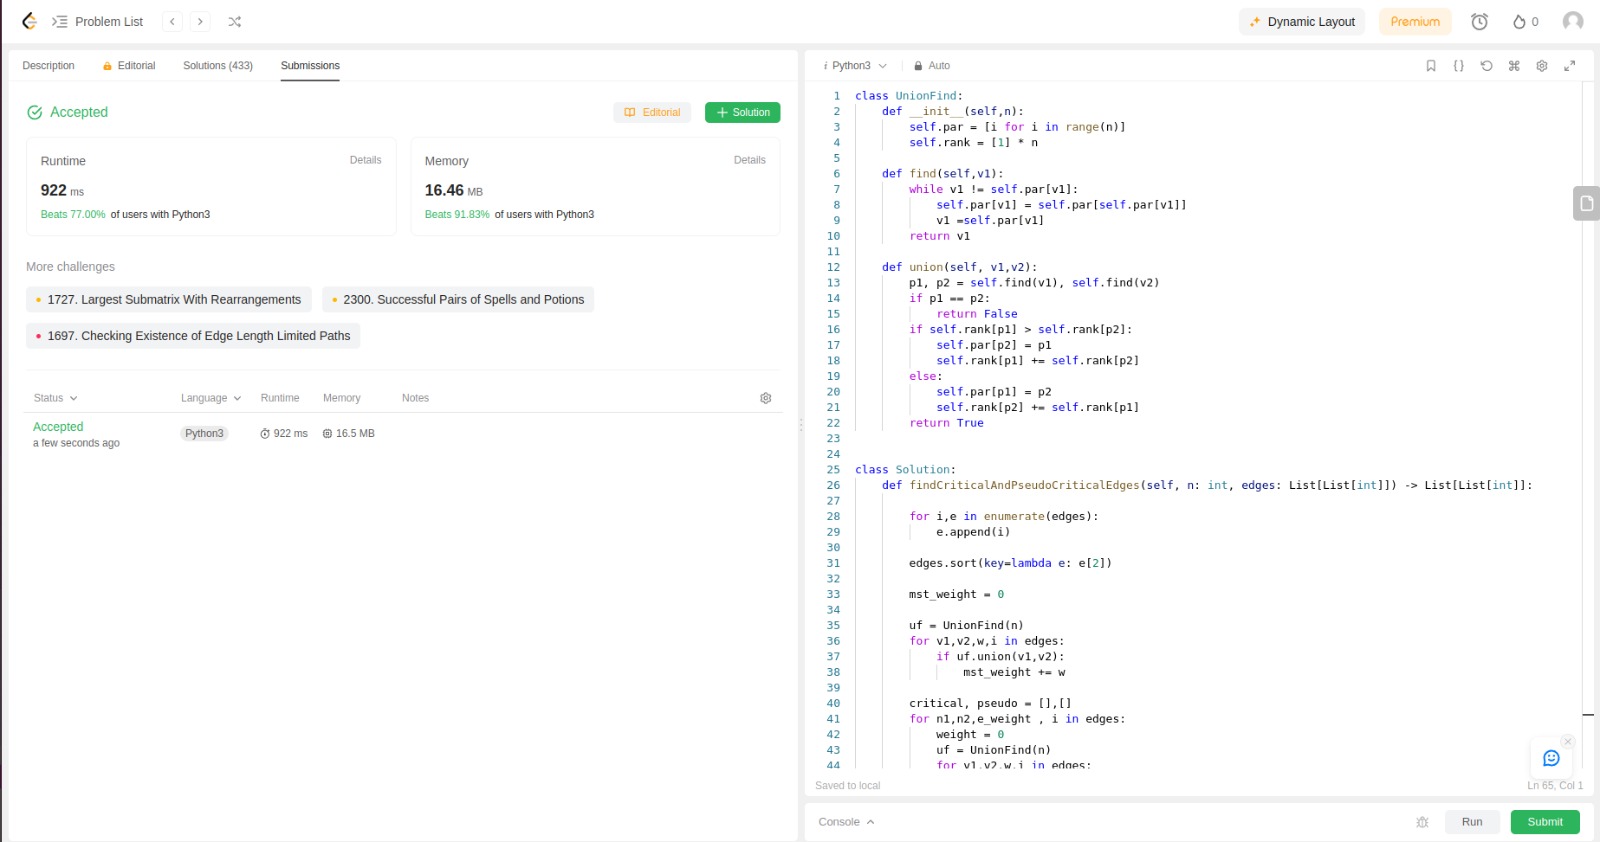 Problem List
Dynamic Layout
Premium
0
Description
Editorial
Solutions (433)
Submissions
Accepted
Editorial
Solution
Runtime
Details
922 ms
Beats 77.00% of users with Python3
Memory
Details
16.46 MB
Beats 91.83% of users with Python3
More challenges
1727. Largest Submatrix With Rearrangements
2300. Successful Pairs of Spells and Potions
1697. Checking Existence of Edge Length Limited Paths
Status
Language
Runtime
Memory
Notes
Accepted
a few seconds ago
Python3
922 ms
16.5 MB
i Python3
Auto
1 class UnionFind:
2     def __init__(self,n):
3         self.par = [i for i in range(n)]
4         self.rank = [1] * n
5
6     def find(self,v1):
7         while v1 != self.par[v1]:
8             self.par[v1] = self.par[self.par[v1]]
9             v1 =self.par[v1]
10         return v1
11
12     def union(self, v1,v2):
13         p1, p2 = self.find(v1), self.find(v2)
14         if p1 == p2:
15             return False
16         if self.rank[p1] > self.rank[p2]:
17             self.par[p2] = p1
18             self.rank[p1] += self.rank[p2]
19         else:
20             self.par[p1] = p2
21             self.rank[p2] += self.rank[p1]
22         return True
23
24
25 class Solution:
26     def findCriticalAndPseudoCriticalEdges(self, n: int, edges: List[List[int]]) -> List[List[int]]:
27
28         for i,e in enumerate(edges):
29             e.append(i)
30
31         edges.sort(key=lambda e: e[2])
32
33         mst_weight = 0
34
35         uf = UnionFind(n)
36         for v1,v2,w,i in edges:
37             if uf.union(v1,v2):
38                 mst_weight += w
39
40         critical, pseudo = [],[]
41         for n1,n2,e_weight , i in edges:
42             weight = 0
43             uf = UnionFind(n)
44             for v1,v2,w,j in edges:
Saved to local
Ln 65, Col 1
Console
Run
Submit